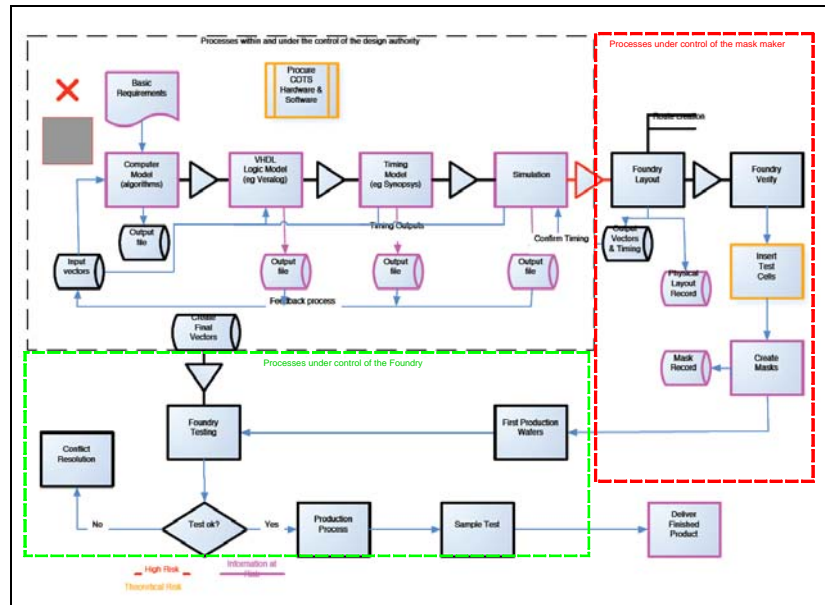 Processes within and under the control of the design authority
Processes under control of the mask maker
Basic
Requirements
Procure
COTS
Hardware &
Software
Route creation
Computer
Model
(algorithms)
VHDL
Logic Model
(eg Veralog)
Timing
Model
(eg Synopsys)
Simulation
Foundry
Layout
Foundry
Verify
Output
file
Timing Outputs
Confirm Timing
Output
Vectors
& Timing
Input
vectors
Output
file
Output
file
Output
file
Physical
Layout
Record
Insert
Test
Cells
Feedback process
Create
Final
Vectors
Processes under control of the Foundry
Mask
Record
Create
Masks
Foundry
Testing
First Production
Wafers
Conflict
Resolution
No
Test ok?
Yes
Production
Process
Sample Test
Deliver
Finished
Product
High Risk
Information at
Theoretical Risk